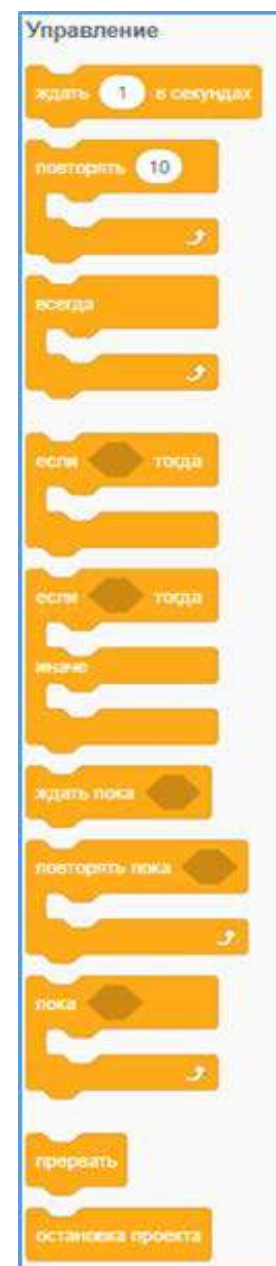 Управление
ждать 1 в секундах
повторять 10
всегда
если тогда
если тогда
иначе
ждать пока
повторять пока
пока
прервать
остановка проекта